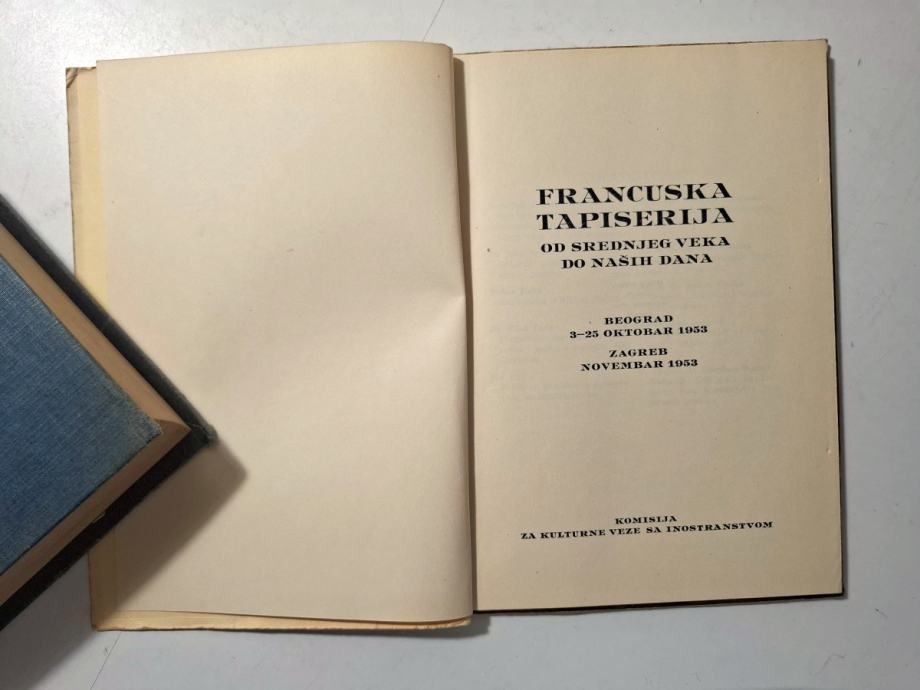 FRANCUSKA
TAPISERIJA
OD SREDNJEG VEKA
DO NAŠIH DANA
BEOGRAD
3-25 OKTOBAR 1953
ZAGREB
NOVEMBAR 1953
KOMISIJA
ZA KULTURNE VEZE SA INOSTRANSTVOM